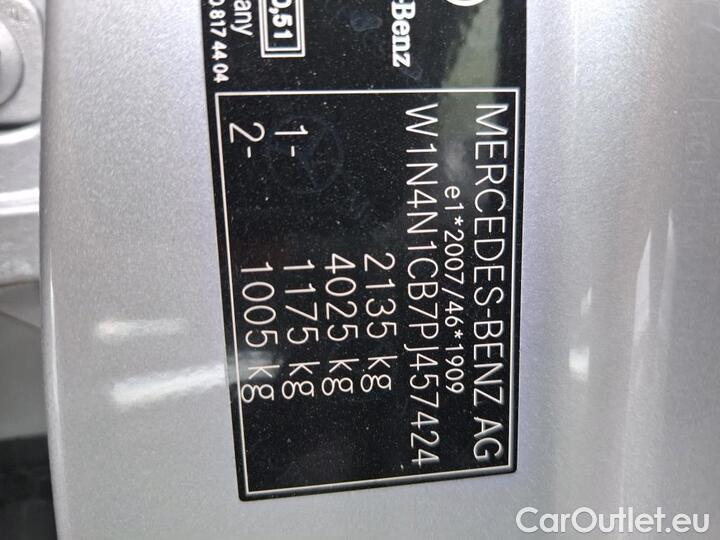 MERCEDES-BENZ AG
e1*2007/46*1909
W1N4N1CB7PJ457424
2135 kg
4025 kg
1- 1175 kg
2- 1005 kg
-Benz
0,51
any
0 817 44 04
CarOutlet.eu